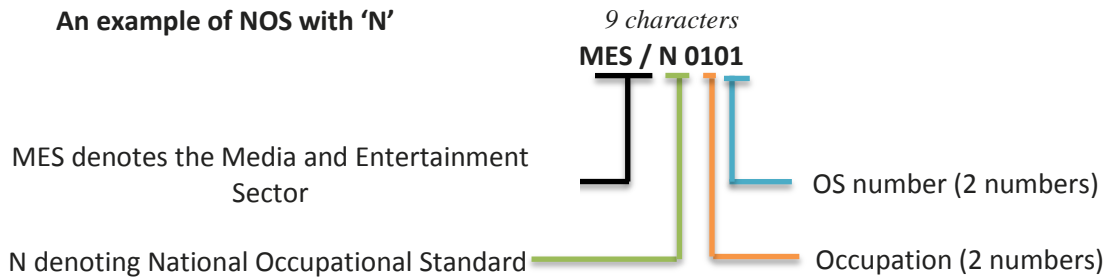 An example of NOS with ‘N’
9 characters
MES / N 0101
MES denotes the Media and Entertainment
Sector
OS number (2 numbers)
N denoting National Occupational Standard
Occupation (2 numbers)